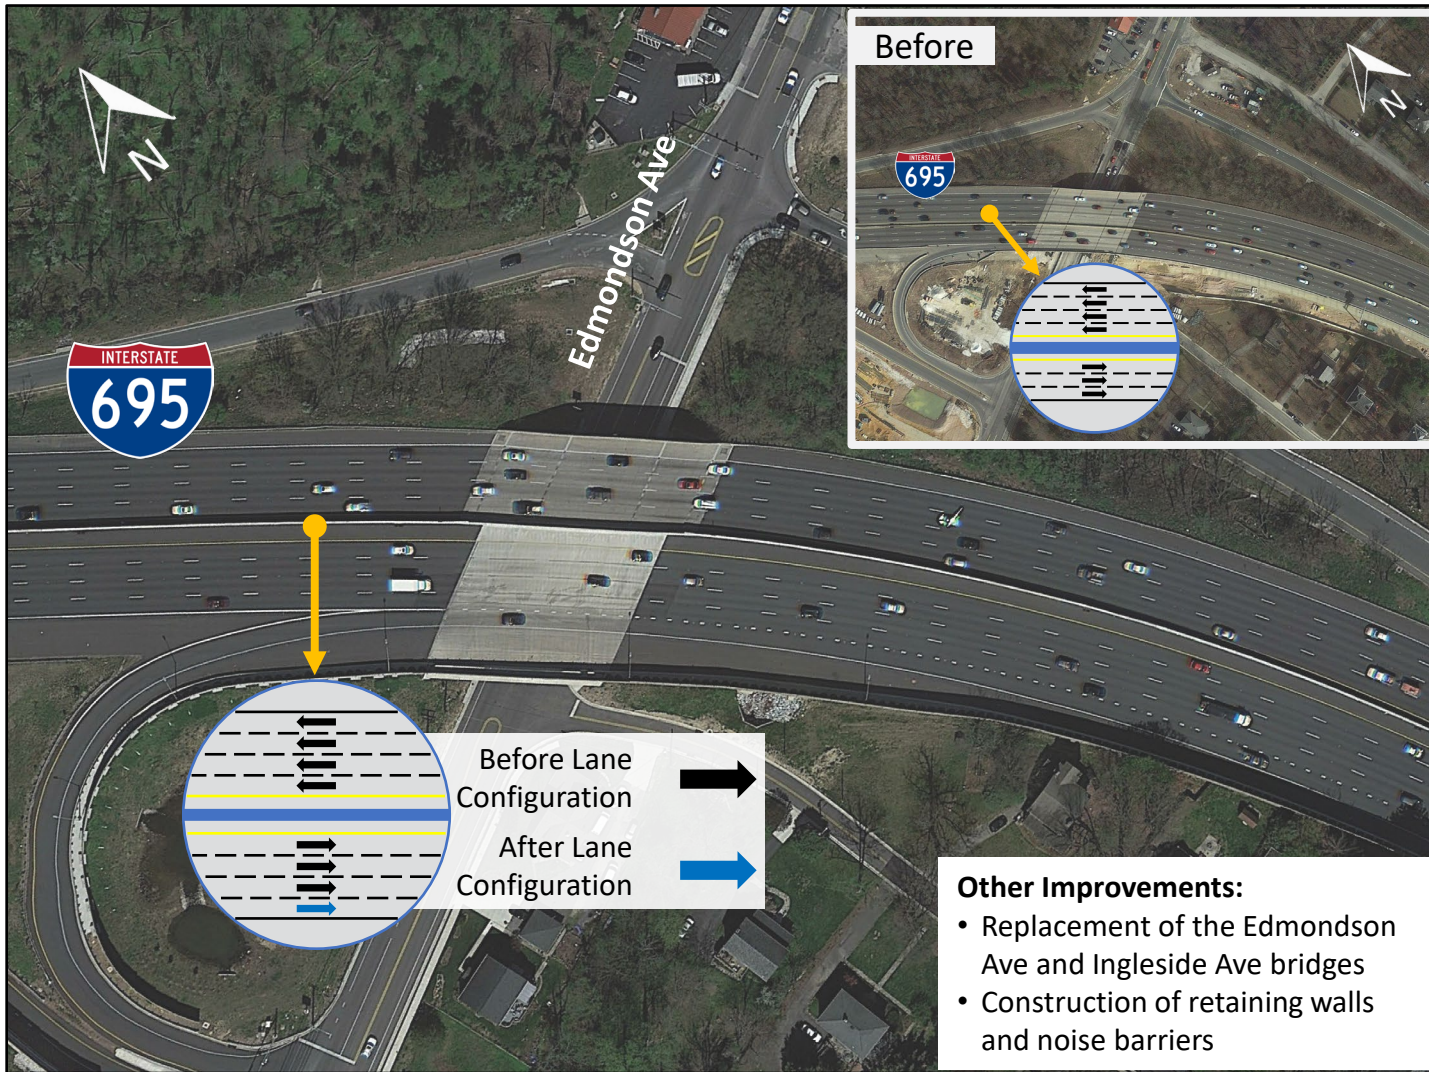 Before
N
INTERSTATE
695
N
Edmondson Ave
INTERSTATE
695
Before Lane
Configuration
After Lane
Configuration
Other Improvements:
• Replacement of the Edmondson
Ave and Ingleside Ave bridges
• Construction of retaining walls
and noise barriers